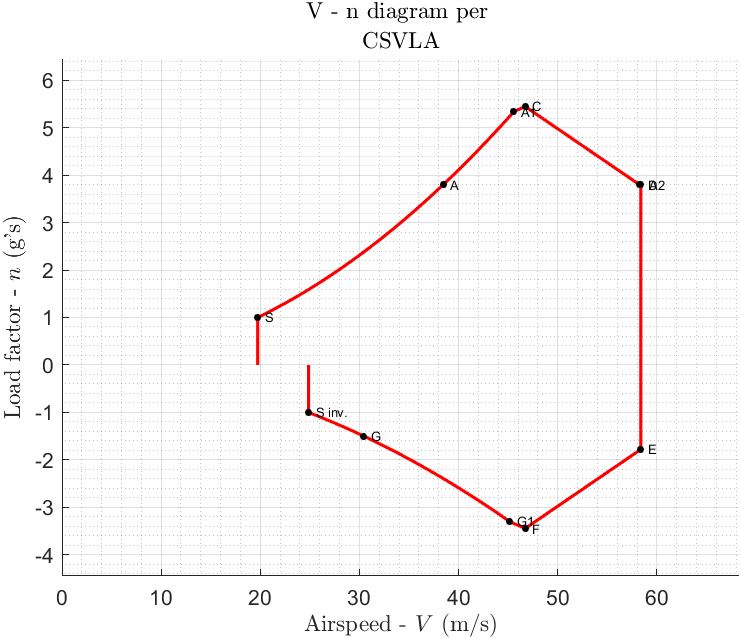 V - n diagram per
CSVLA
Load factor - n (g's)
6
5
4
3
2
1
0
-1
-2
-3
-4
C
A1
A
D
A2
S
S inv.
G
E
G1
F
0
10
20
30
40
50
60
Airspeed - V (m/s)